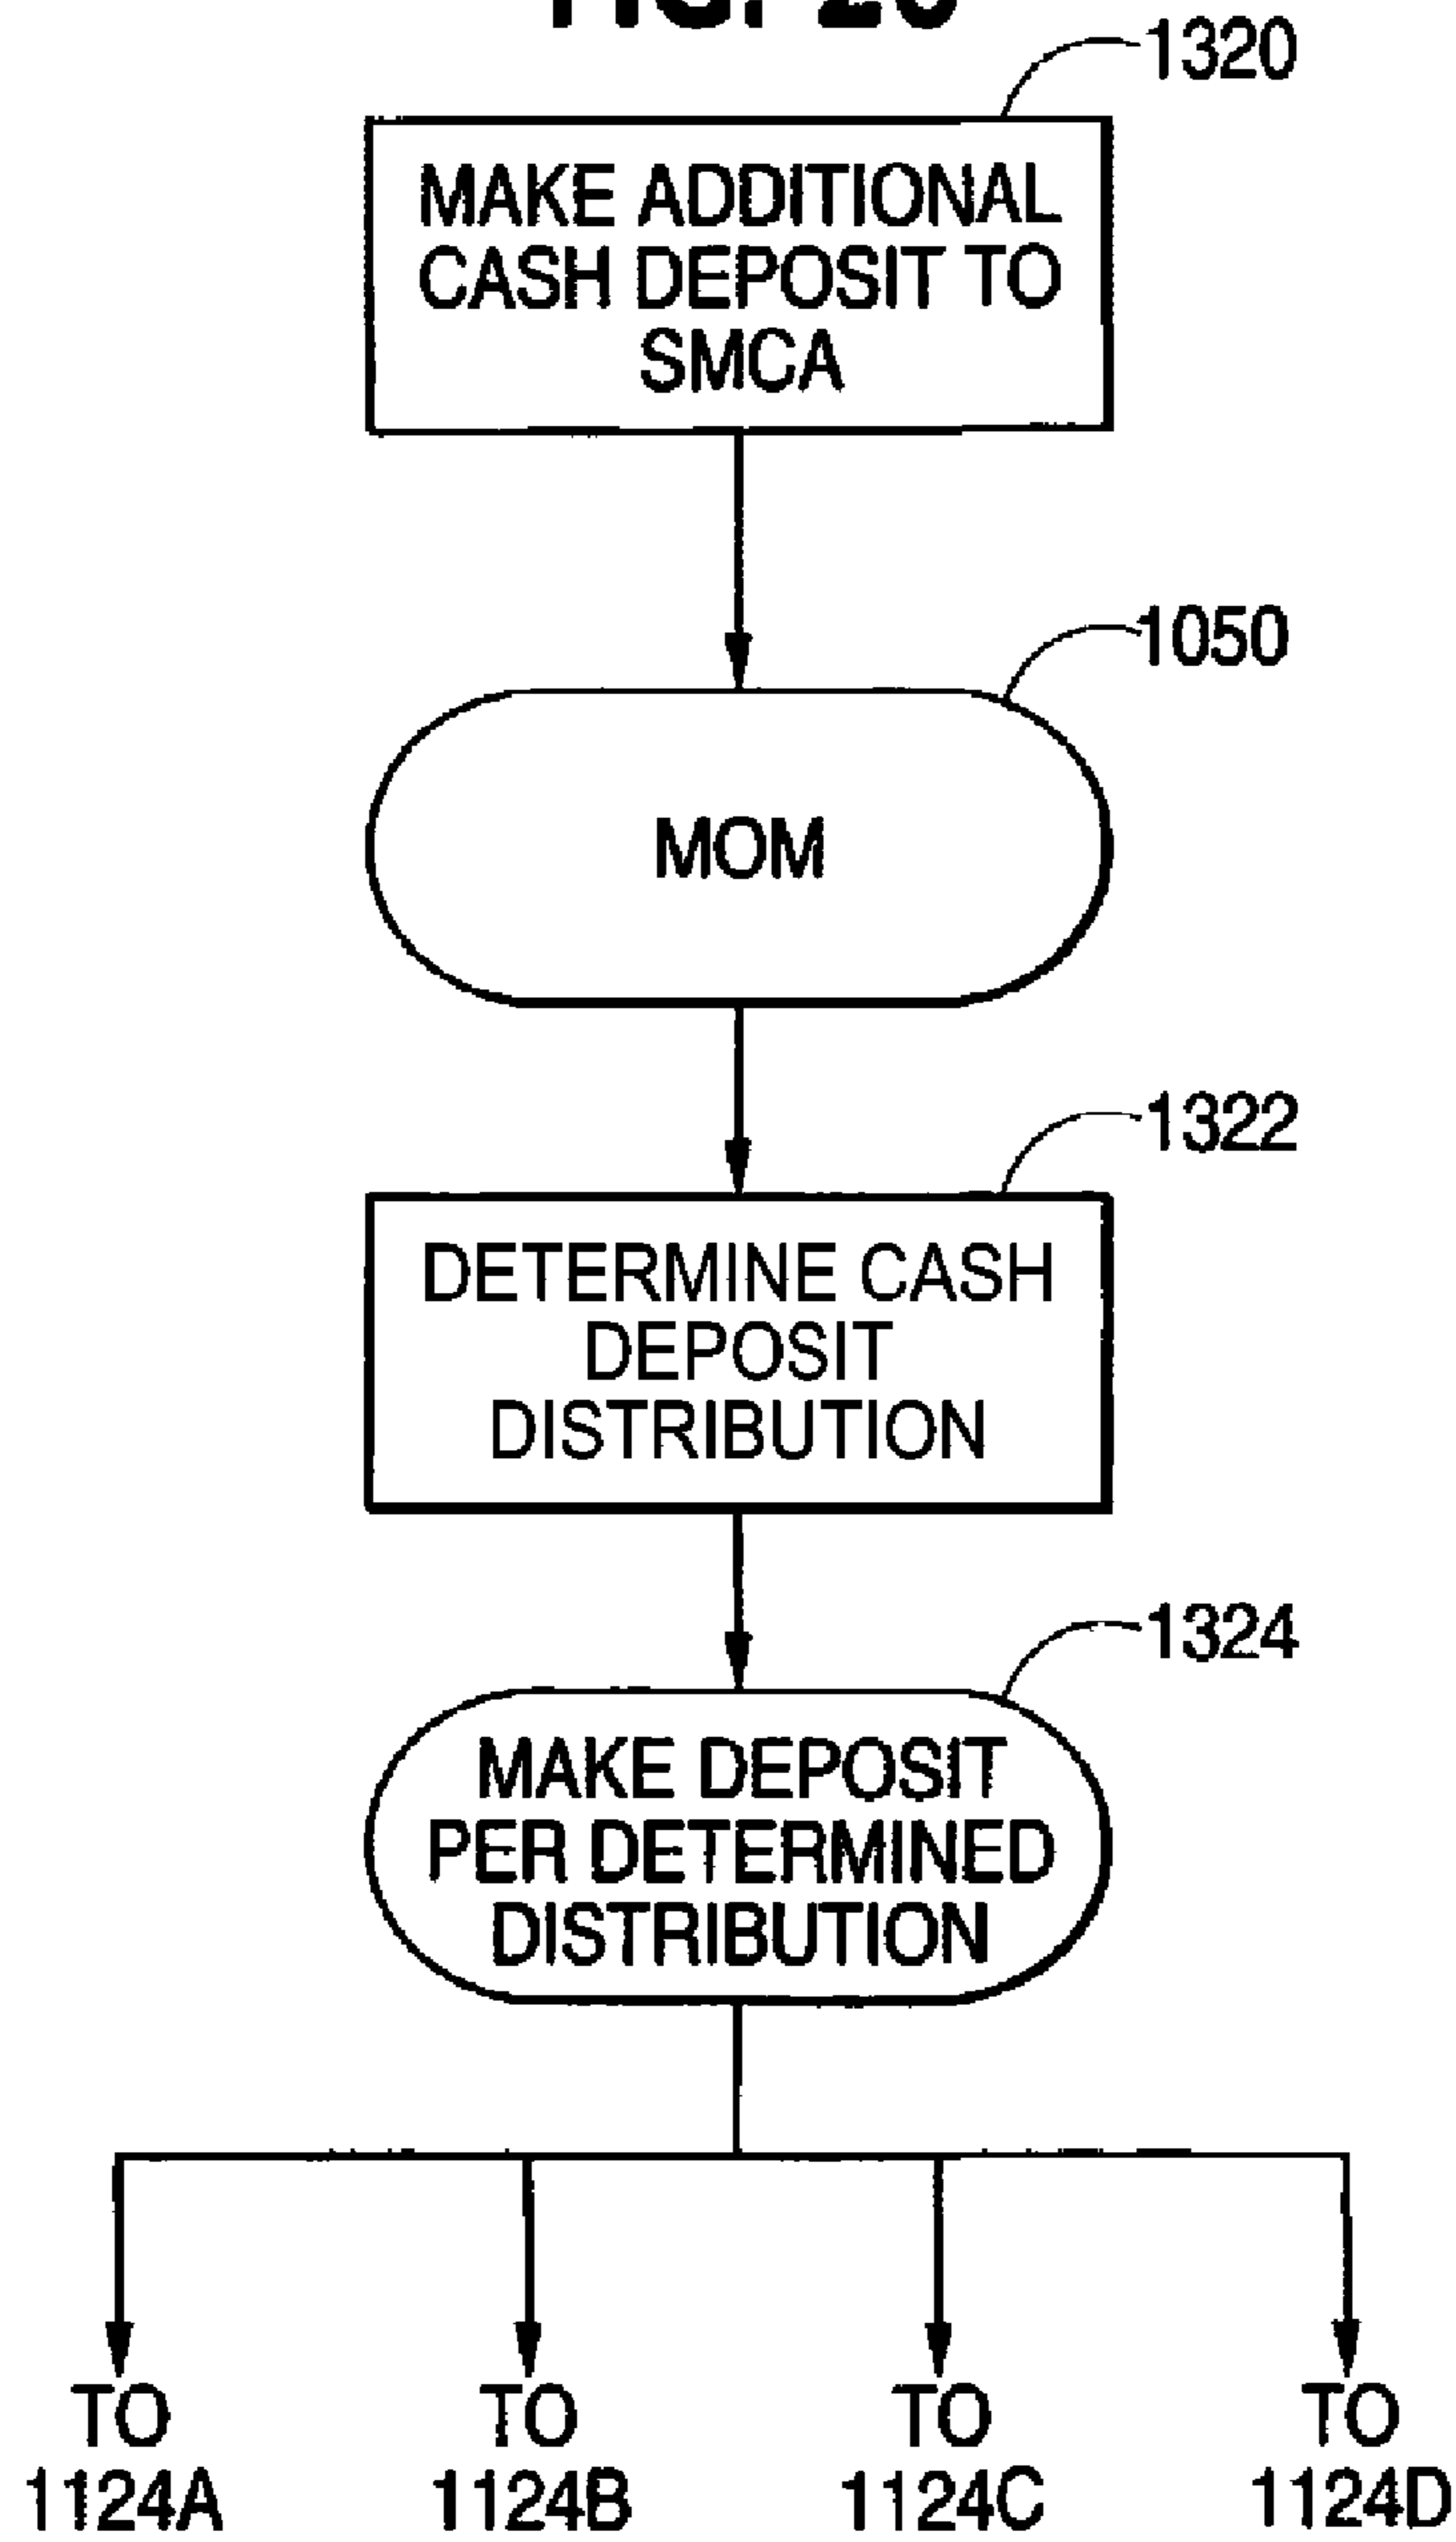 1320
MAKE ADDITIONAL
CASH DEPOSIT TO
SMCA
1050
MOM
1322
DETERMINE CASH
DEPOSIT
DISTRIBUTION
1324
MAKE DEPOSIT
PER DETERMINED
DISTRIBUTION
TO TO TO TO
1124A 1124B 1124C 1124D